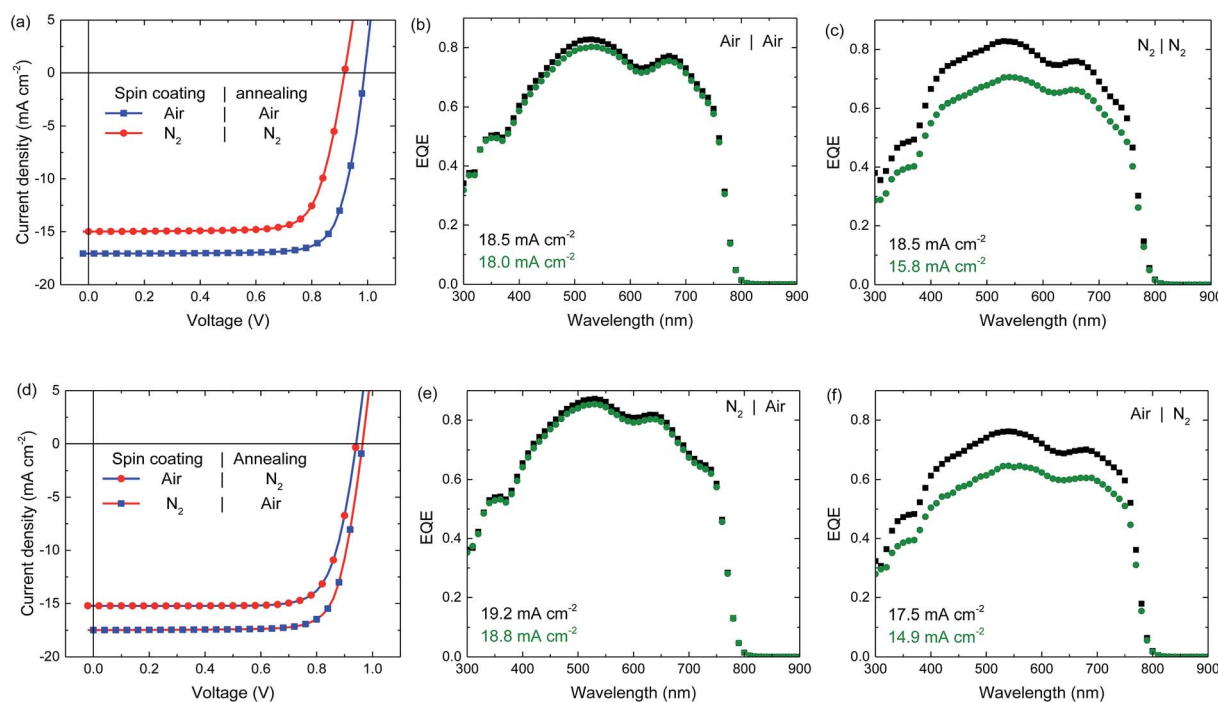 (a)
5
0
-5
-10
-15
-20
Current density (mA cm⁻²)
Spin coating | annealing
Air | Air
N₂ | N₂
0.0 0.2 0.4 0.6 0.8 1.0
Voltage (V)
(b)
Air | Air
0.8
0.6
0.4
0.2
0.0
EQE
18.5 mA cm⁻²
18.0 mA cm⁻²
300 400 500 600 700 800 900
Wavelength (nm)
(c)
N₂ | N₂
0.8
0.6
0.4
0.2
0.0
EQE
18.5 mA cm⁻²
15.8 mA cm⁻²
300 400 500 600 700 800 900
Wavelength (nm)
(d)
5
0
-5
-10
-15
-20
Current density (mA cm⁻²)
Spin coating | Annealing
Air | N₂
N₂ | Air
0.0 0.2 0.4 0.6 0.8 1.0
Voltage (V)
(e)
N₂ | Air
0.8
0.6
0.4
0.2
0.0
EQE
19.2 mA cm⁻²
18.8 mA cm⁻²
300 400 500 600 700 800 900
Wavelength (nm)
(f)
Air | N₂
0.8
0.6
0.4
0.2
0.0
EQE
17.5 mA cm⁻²
14.9 mA cm⁻²
300 400 500 600 700 800 900
Wavelength (nm)